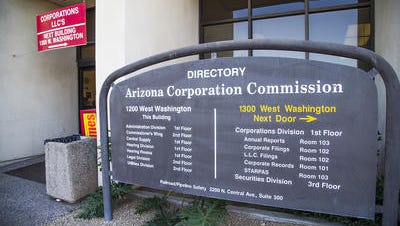 CORPORATIONS
LLC'S
NEXT BUILDING
1300 W. WASHINGTON
DIRECTORY
Arizona Corporation Commission
1200 West Washington
This Building
Administration Division 1st Floor
Commissioner's Wing 2nd Floor
Central Supply 1st Floor
Hearing Division 1st Floor
Hearing 1st Floor
Legal Division 2nd Floor
Utilities Division 2nd Floor
1300 West Washington
Next Door →
Corporations Division 1st Floor
Annual Reports Room 103
Corporate Filings Room 102
L.L.C. Filings Room 102
Corporate Records Room 101
STARPAS Room 103
Securities Division 3rd Floor
Railroad/Pipeline Safety 2200 N. Central Ave., Suite 300